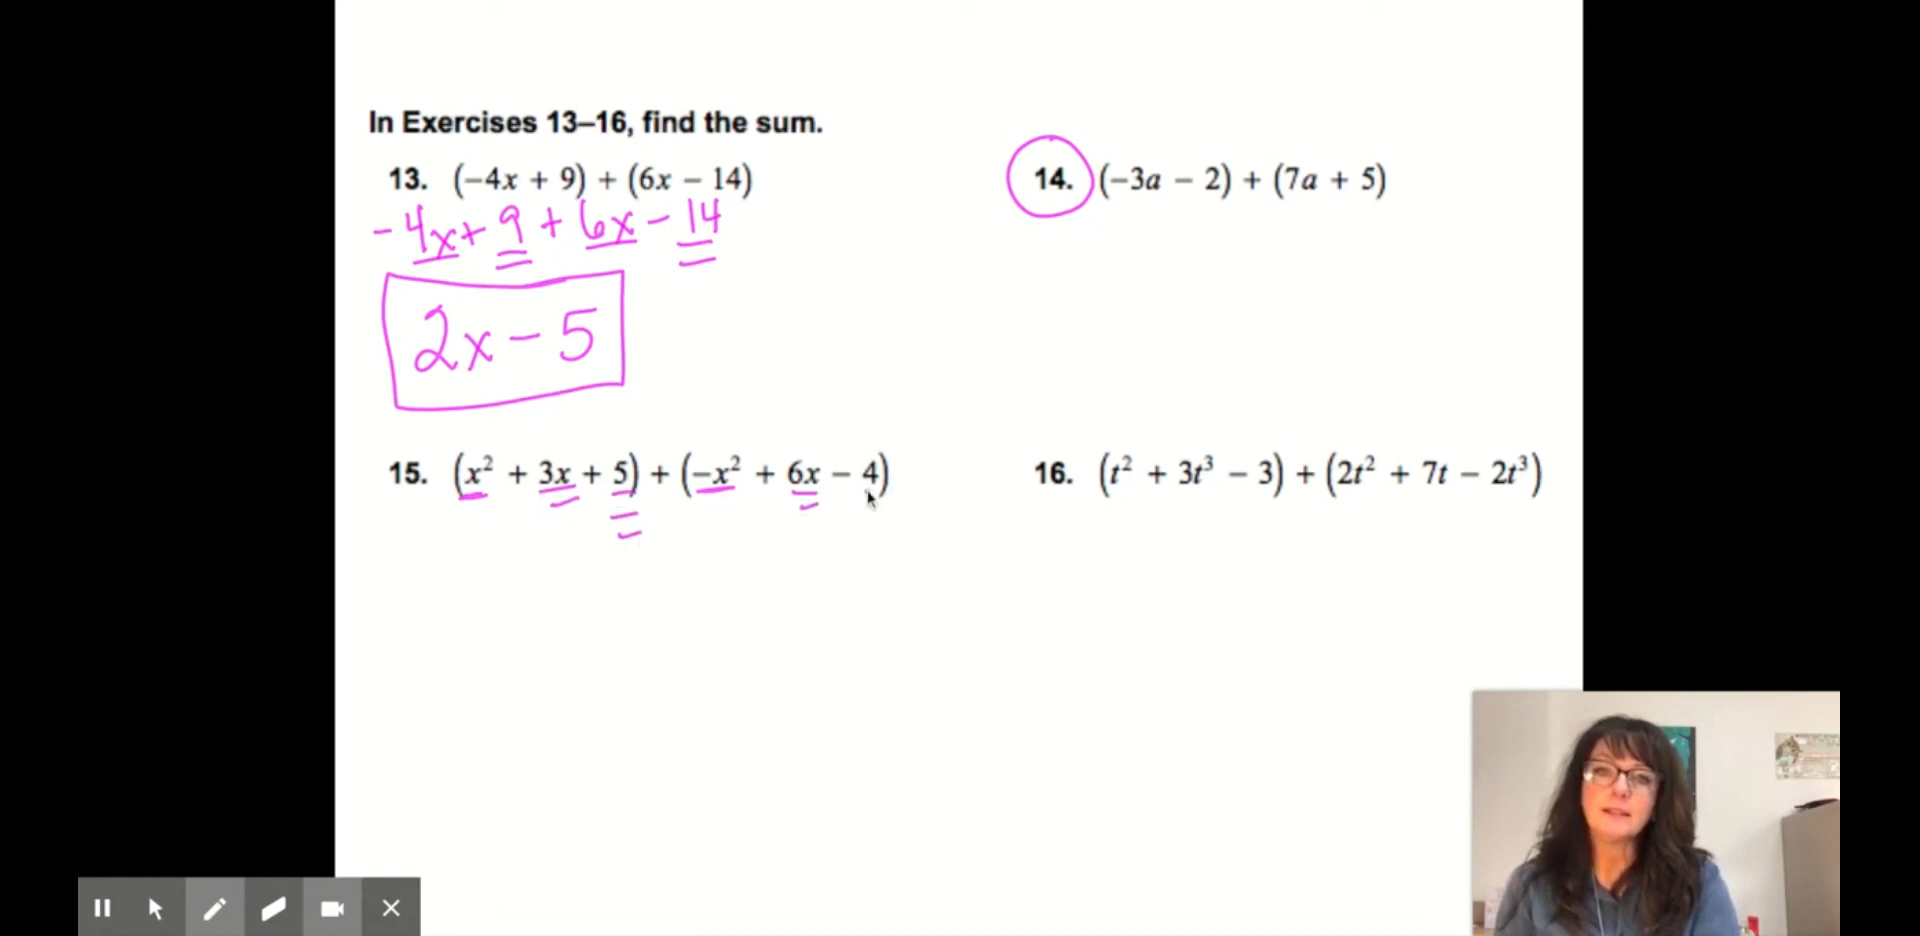 In Exercises 13–16, find the sum.
13. (−4x + 9) + (6x − 14)
-4x + 9 + 6x - 14
2x - 5
14. (−3a − 2) + (7a + 5)
15. (x² + 3x + 5) + (−x² + 6x − 4)
16. (t² + 3t³ − 3) + (2t² + 7t − 2t³)